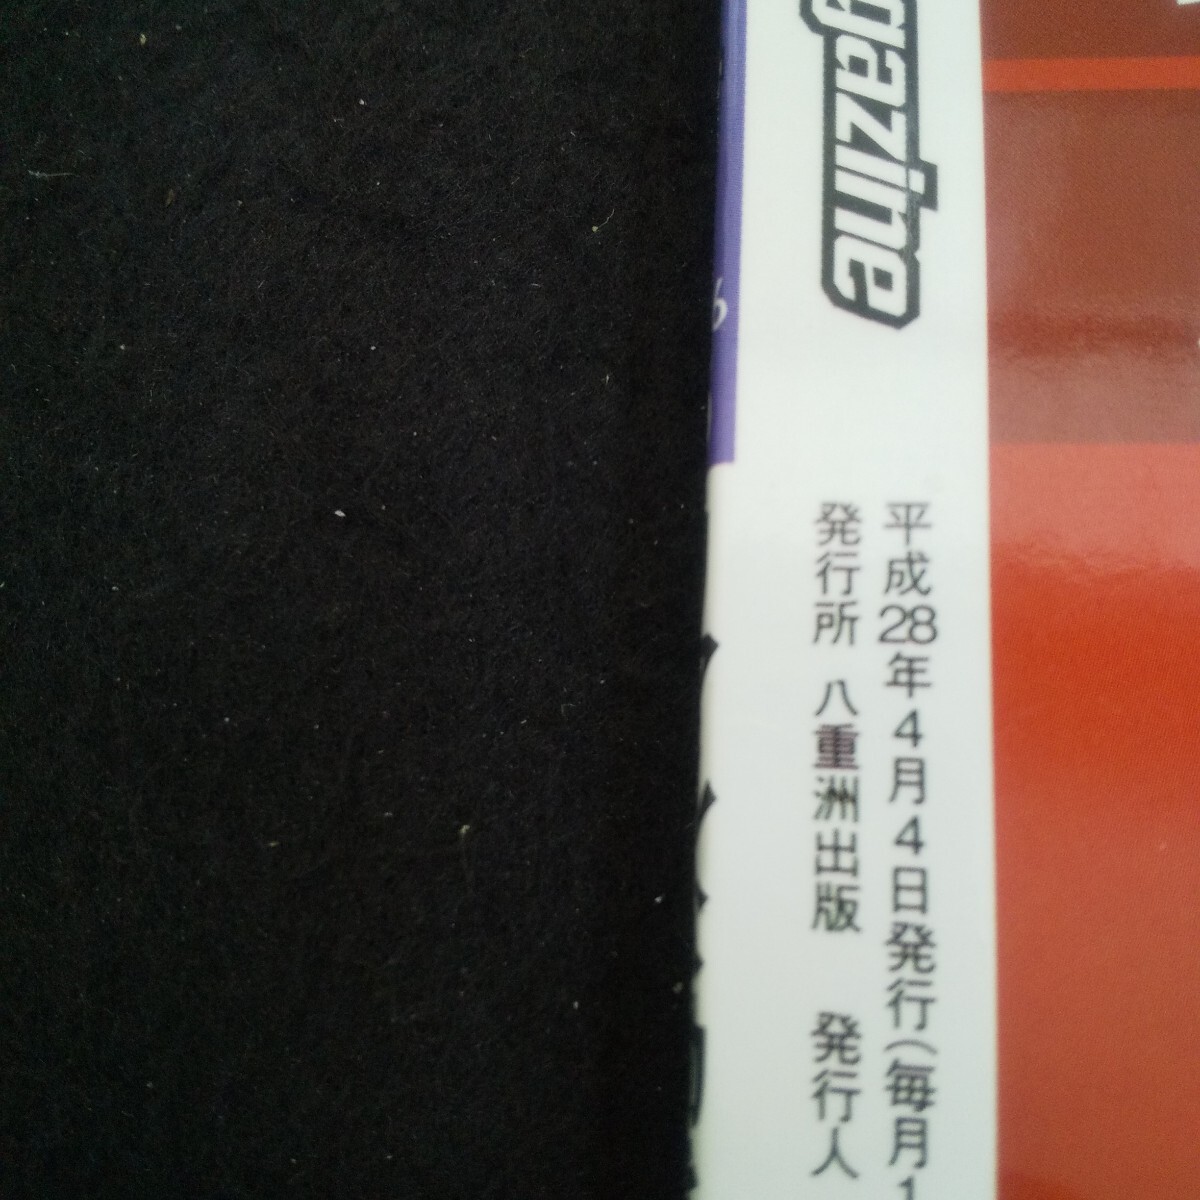 gazine
平成28年4月4日発行(毎月1
発行所 八重洲出版 発行人